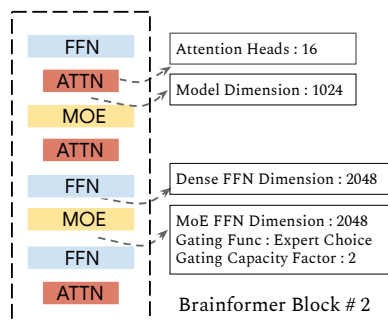 FFN
ATTN
MOE
ATTN
FFN
MOE
FFN
ATTN
Attention Heads : 16
Model Dimension : 1024
Dense FFN Dimension : 2048
MoE FFN Dimension : 2048
Gating Func : Expert Choice
Gating Capacity Factor : 2
Brainformer Block # 2